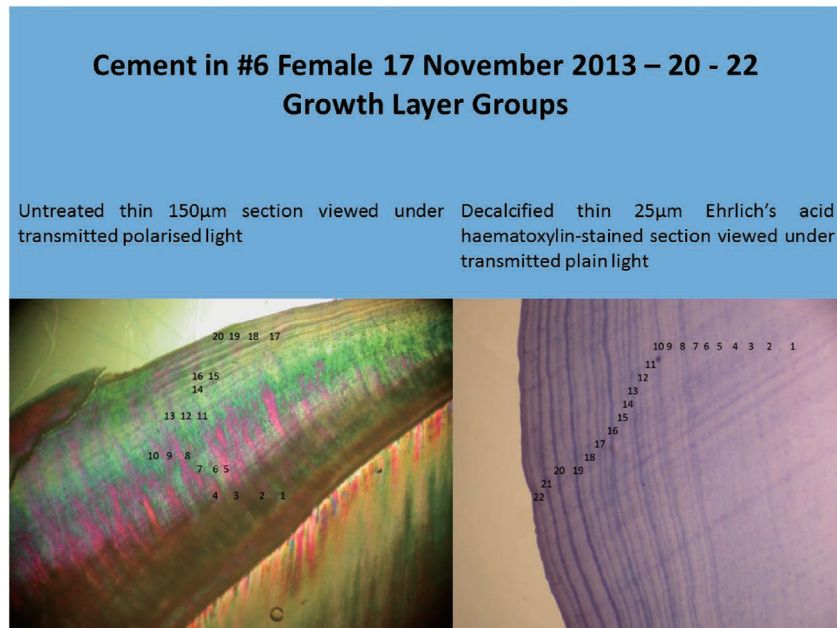 Cement in #6 Female 17 November 2013 – 20 - 22
Growth Layer Groups
Untreated thin 150µm section viewed under
transmitted polarised light
Decalcified thin 25µm Ehrlich's acid
haematoxylin-stained section viewed under
transmitted plain light
20 19 18 17
16 15
14
13 12 11
10 9 8
7 6 5
4 3 2 1
10 9 8 7 6 5 4 3 2 1
11
12
13
14
15
16
17
18
20 19
21
22